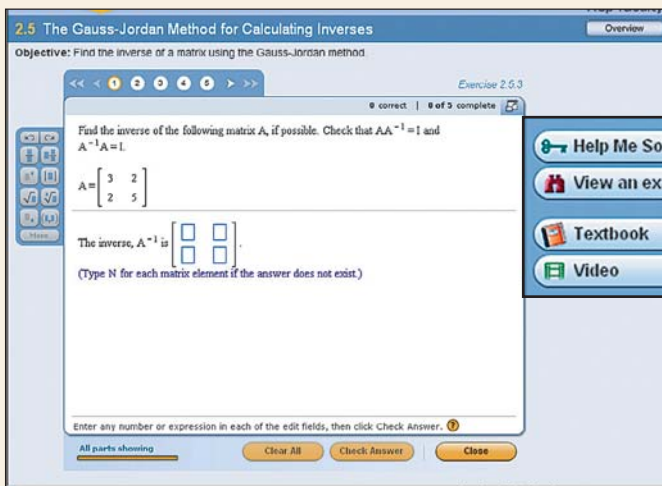 2.5 The Gauss-Jordan Method for Calculating Inverses
Overview
Objective: Find the inverse of a matrix using the Gauss-Jordan method.
<< < 1 2 3 4 5 > >>
Exercise 2.5.3
0 correct | 0 of 5 complete
Find the inverse of the following matrix A, if possible. Check that AA⁻¹ = I and
A⁻¹A = I.
A = [ 3 2
2 5 ]
The inverse, A⁻¹ is [ ] .
(Type N for each matrix element if the answer does not exist.)
More
Help Me So
View an ex
Textbook
Video
Enter any number or expression in each of the edit fields, then click Check Answer. ?
All parts showing
Clear All
Check Answer
Close